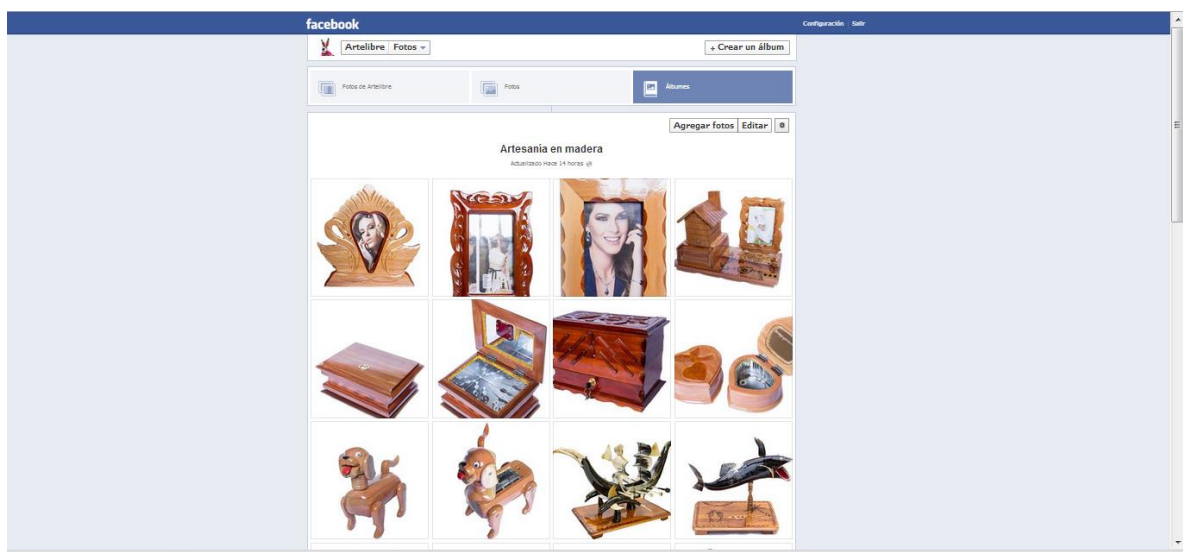 facebook
Configuración Salir
Artelibre Fotos
+ Crear un álbum
Fotos de Artelibre
Fotos
Álbumes
Agregar fotos Editar
Artesanía en madera
Actualizado Hace 14 horas